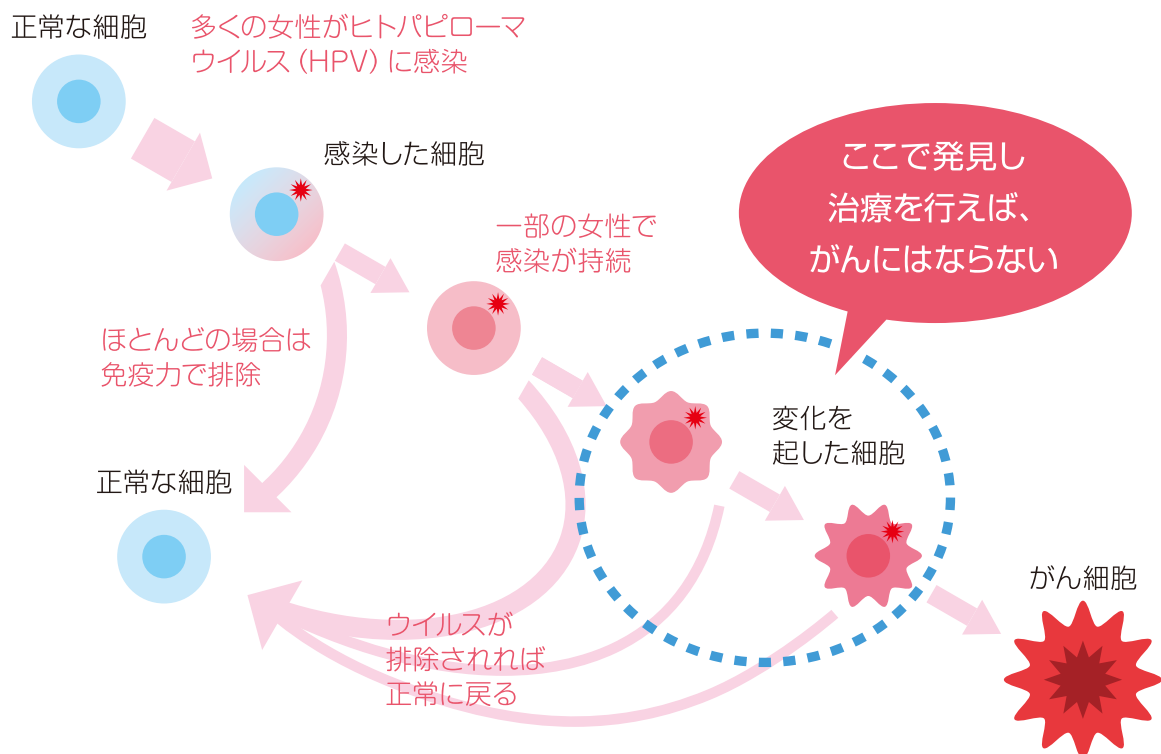 正常な細胞
多くの女性がヒトパピローマ
ウイルス（HPV）に感染
感染した細胞
ここで発見し
治療を行えば、
がんにはならない
一部の女性で
感染が持続
ほとんどの場合は
免疫力で排除
変化を
起した細胞
正常な細胞
がん細胞
ウイルスが
排除されれば
正常に戻る